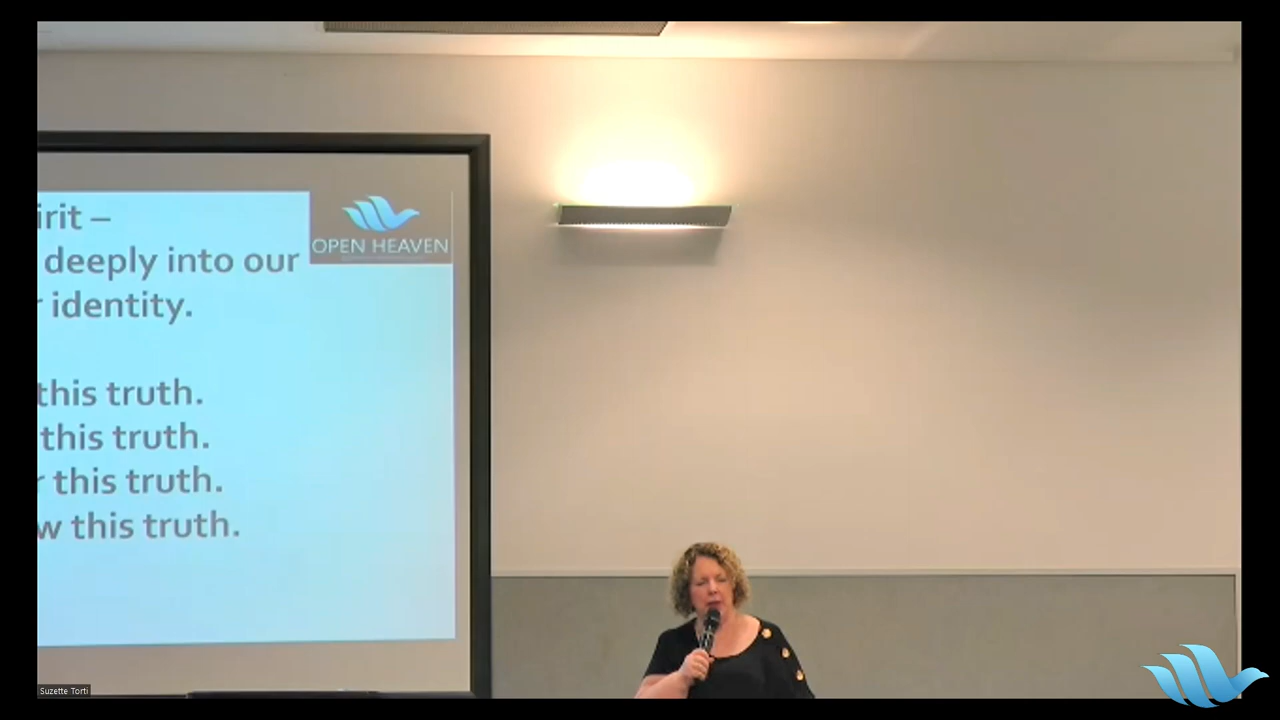 irit –
deeply into our
r identity.
this truth.
this truth.
r this truth.
w this truth.
OPEN HEAVEN
Suzette Torti